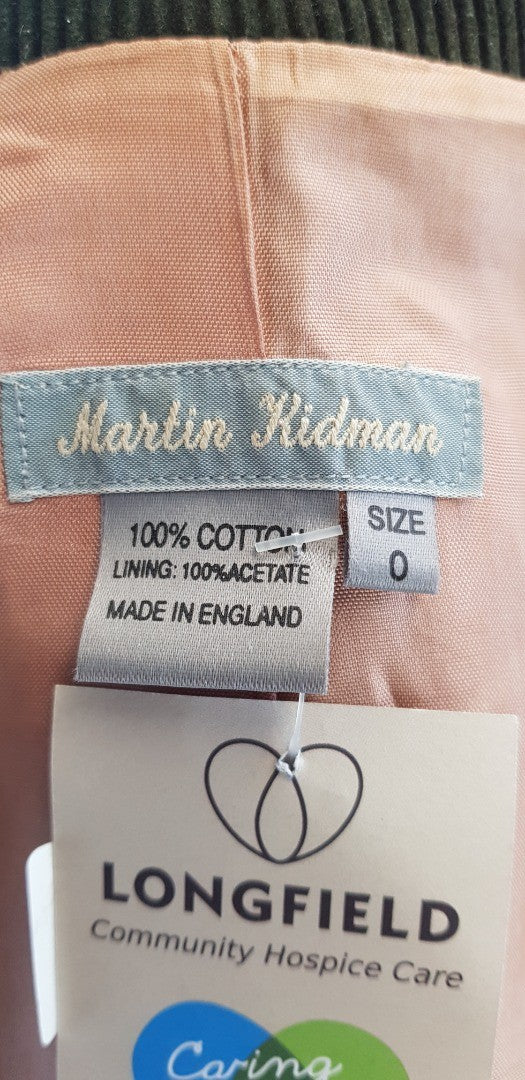 Martin Kidman
100% COTTON
LINING: 100%ACETATE
MADE IN ENGLAND
SIZE
0
LONGFIELD
Community Hospice Care
Caring